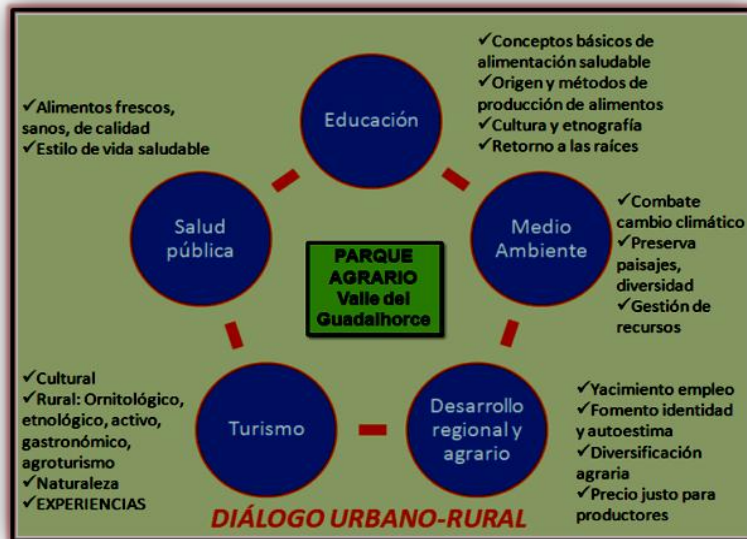 Educación
✓Conceptos básicos de
alimentación saludable
✓Origen y métodos de
producción de alimentos
✓Cultura y etnografía
✓Retorno a las raíces
✓Alimentos frescos,
sanos, de calidad
✓Estilo de vida saludable
Salud
pública
Medio
Ambiente
✓Combate
cambio climático
✓Preserva
paisajes,
diversidad
✓Gestión de
recursos
PARQUE
AGRARIO
Valle del
Guadalhorce
✓Cultural
✓Rural: Ornitológico,
etnológico, activo,
gastronómico,
agroturismo
✓Naturaleza
✓EXPERIENCIAS
Turismo
Desarrollo
regional y
agrario
✓Yacimiento empleo
✓Fomento identidad
y autoestima
✓Diversificación
agraria
✓Precio justo para
productores
DIÁLOGO URBANO-RURAL